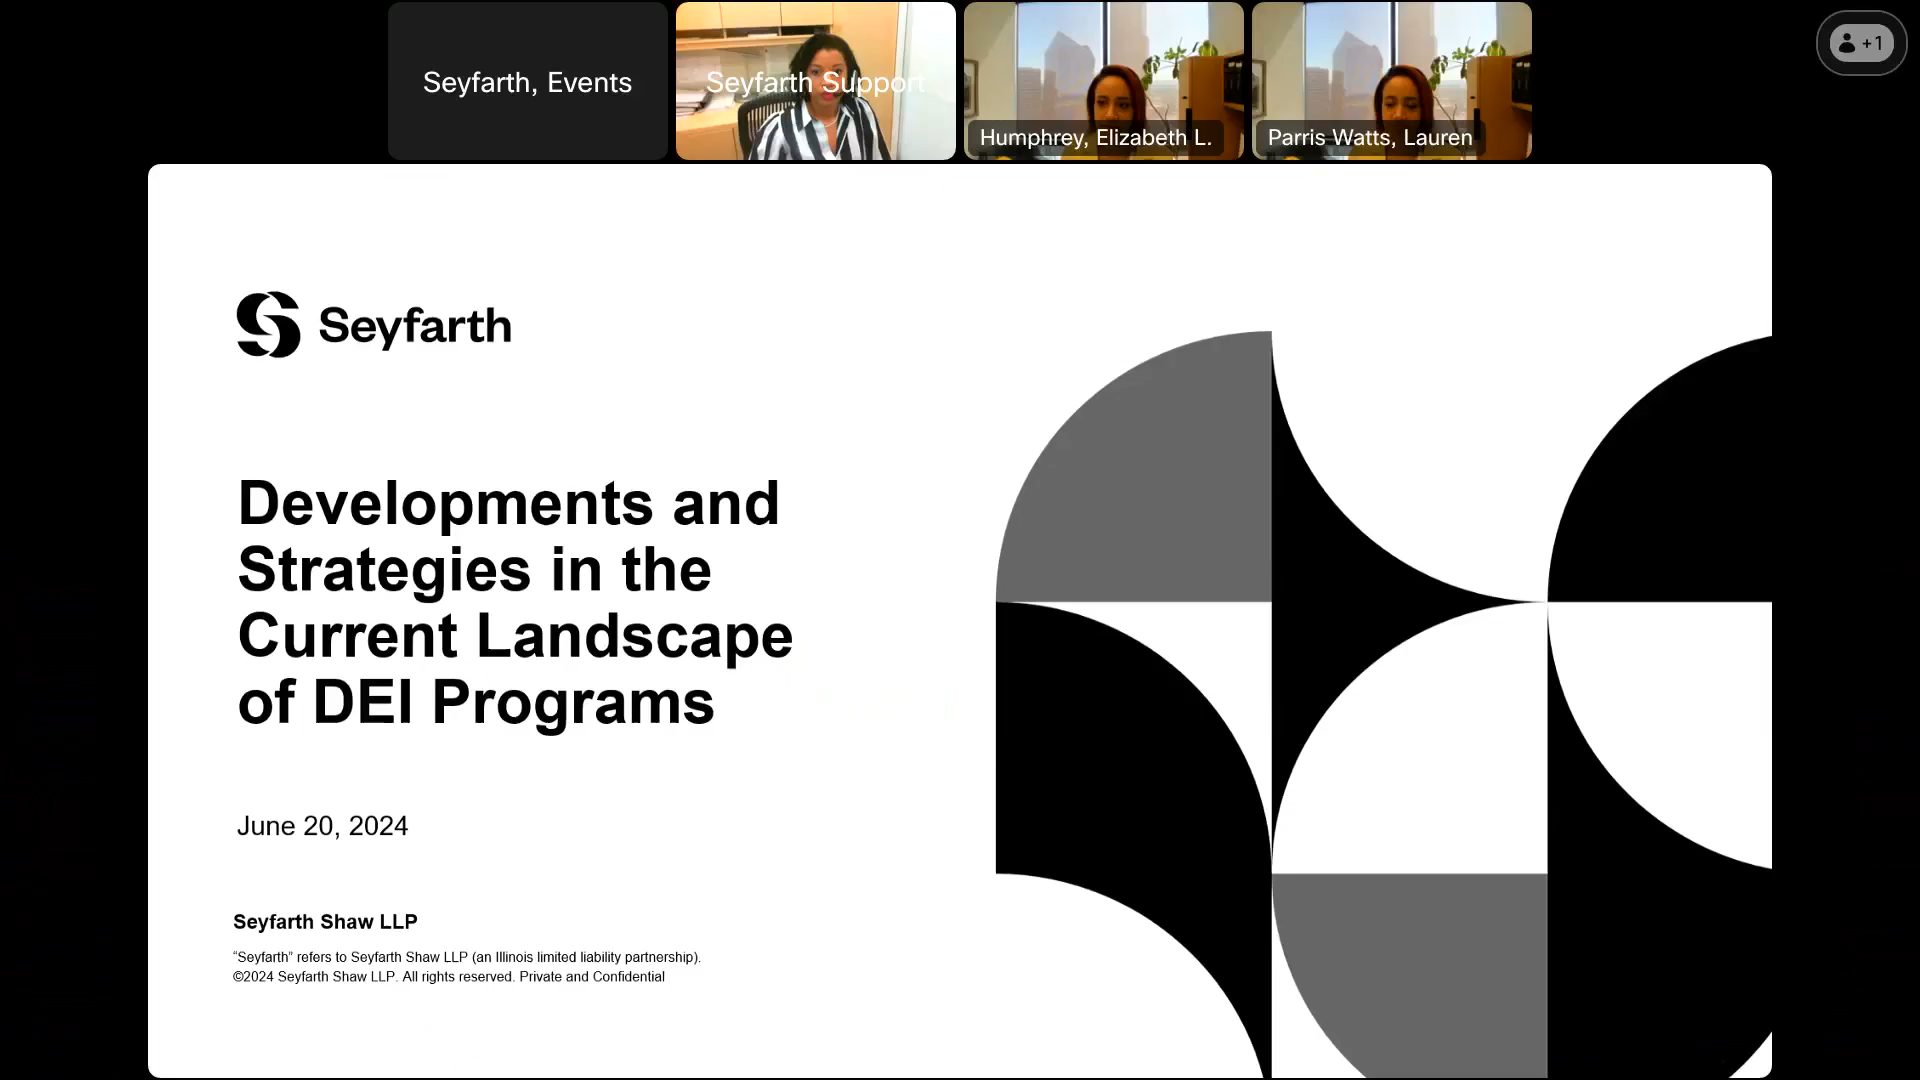 Seyfarth, Events
Seyfarth Support
Humphrey, Elizabeth L.
Parris Watts, Lauren
+1
Seyfarth
Developments and
Strategies in the
Current Landscape
of DEI Programs
June 20, 2024
Seyfarth Shaw LLP
“Seyfarth” refers to Seyfarth Shaw LLP (an Illinois limited liability partnership).
©2024 Seyfarth Shaw LLP. All rights reserved. Private and Confidential